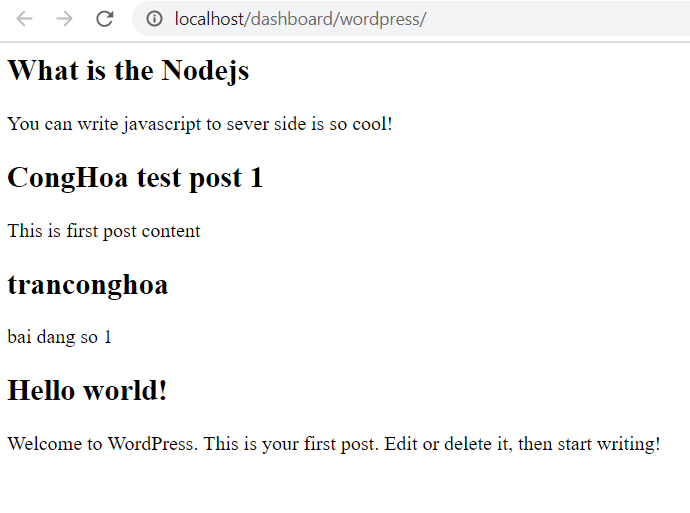 localhost/dashboard/wordpress/
What is the Nodejs
You can write javascript to sever side is so cool!
CongHoa test post 1
This is first post content
tranconghoa
bai dang so 1
Hello world!
Welcome to WordPress. This is your first post. Edit or delete it, then start writing!